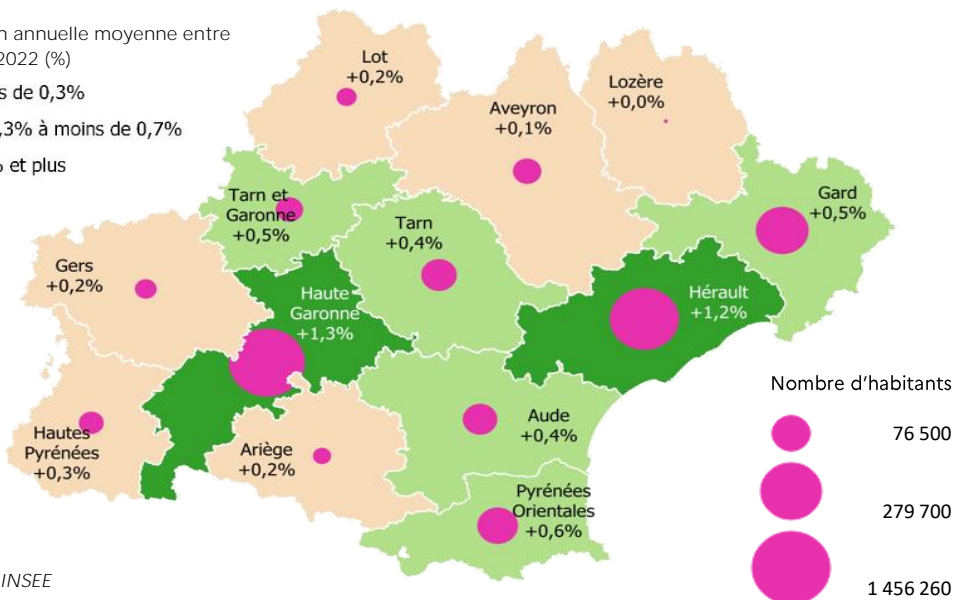 n annuelle moyenne entre
2022 (%)
s de 0,3%
,3% à moins de 0,7%
% et plus
Lot
+0,2%
Lozère
+0,0%
Aveyron
+0,1%
Gard
+0,5%
Tarn et
Garonne
+0,5%
Tarn
+0,4%
Gers
+0,2%
Haute
Garonne
+1,3%
Hérault
+1,2%
Nombre d'habitants
76 500
279 700
1 456 260
Aude
+0,4%
Hautes
Pyrénées
+0,3%
Ariège
+0,2%
Pyrénées
Orientales
+0,6%
INSEE